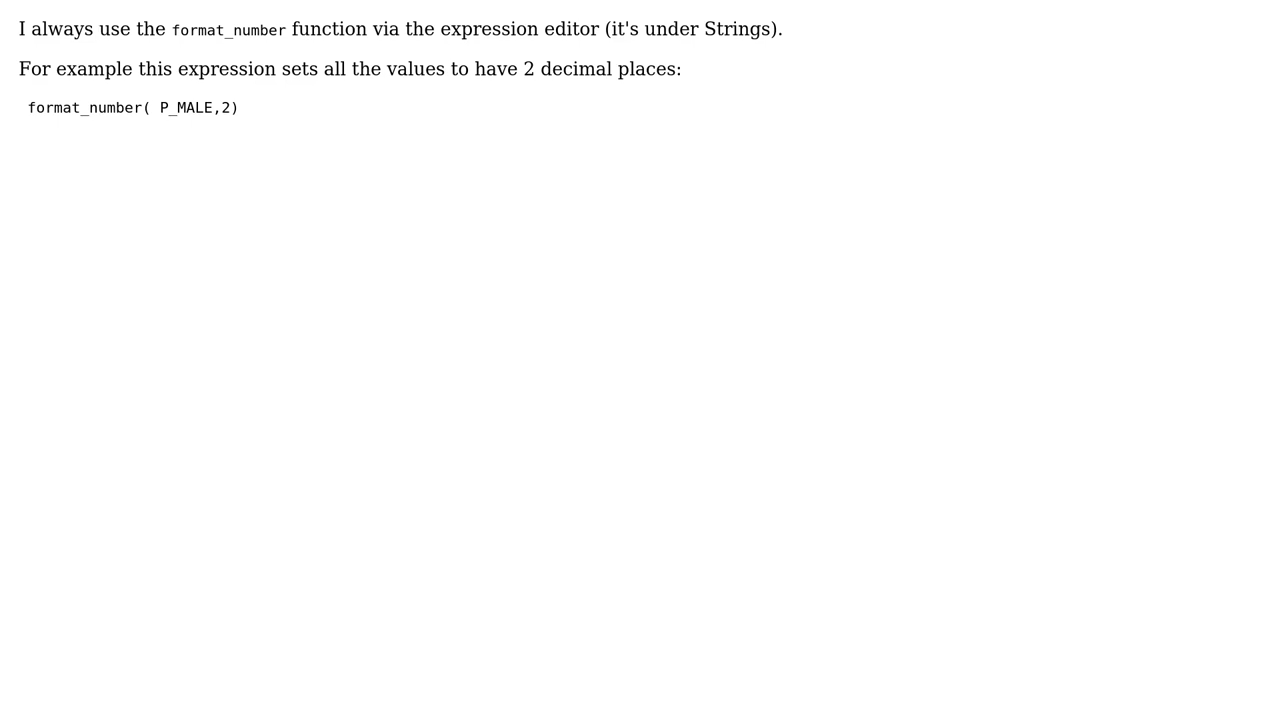 I always use the format_number function via the expression editor (it's under Strings).
For example this expression sets all the values to have 2 decimal places:
format_number( P_MALE,2)